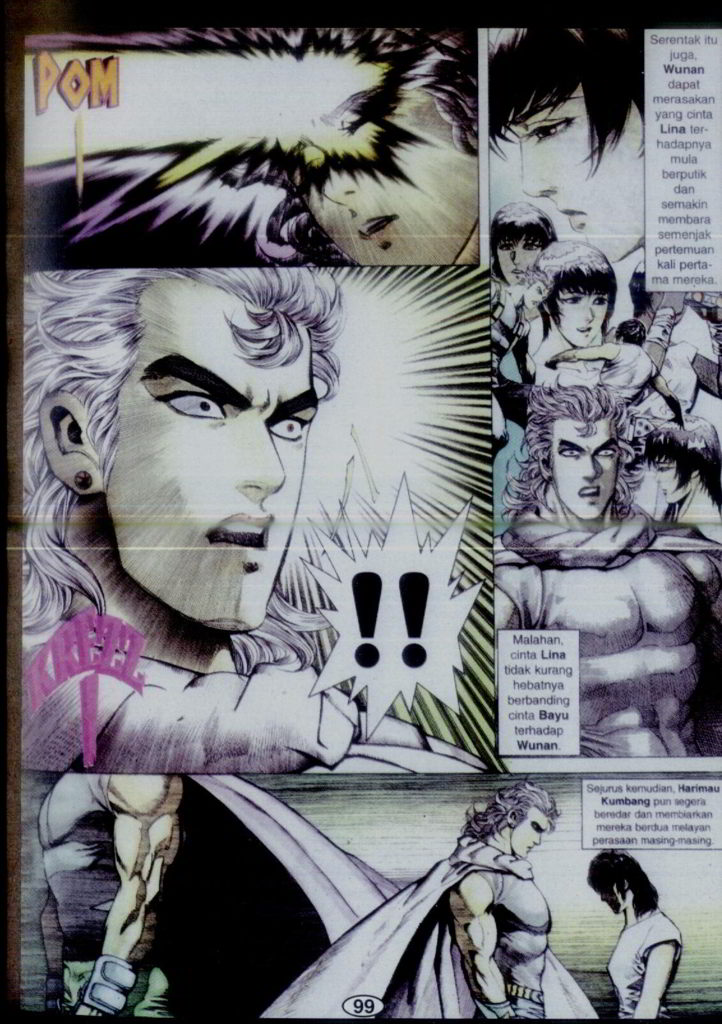 POM
Serentak itu
juga,
Wunan
dapat
merasakan
yang cinta
Lina ter-
hadapnya
mula
berputik
dan
semakin
membara
semenjak
pertemuan
kali perta-
ma mereka.
!!
Malahan,
cinta Lina
tidak kurang
hebatnya
berbanding
cinta Bayu
terhadap
Wunan.
Sejurus kemudian, Harimau
Kumbang pun segera
beredar dan membiarkan
mereka berdua melayan
perasaan masing-masing.
99